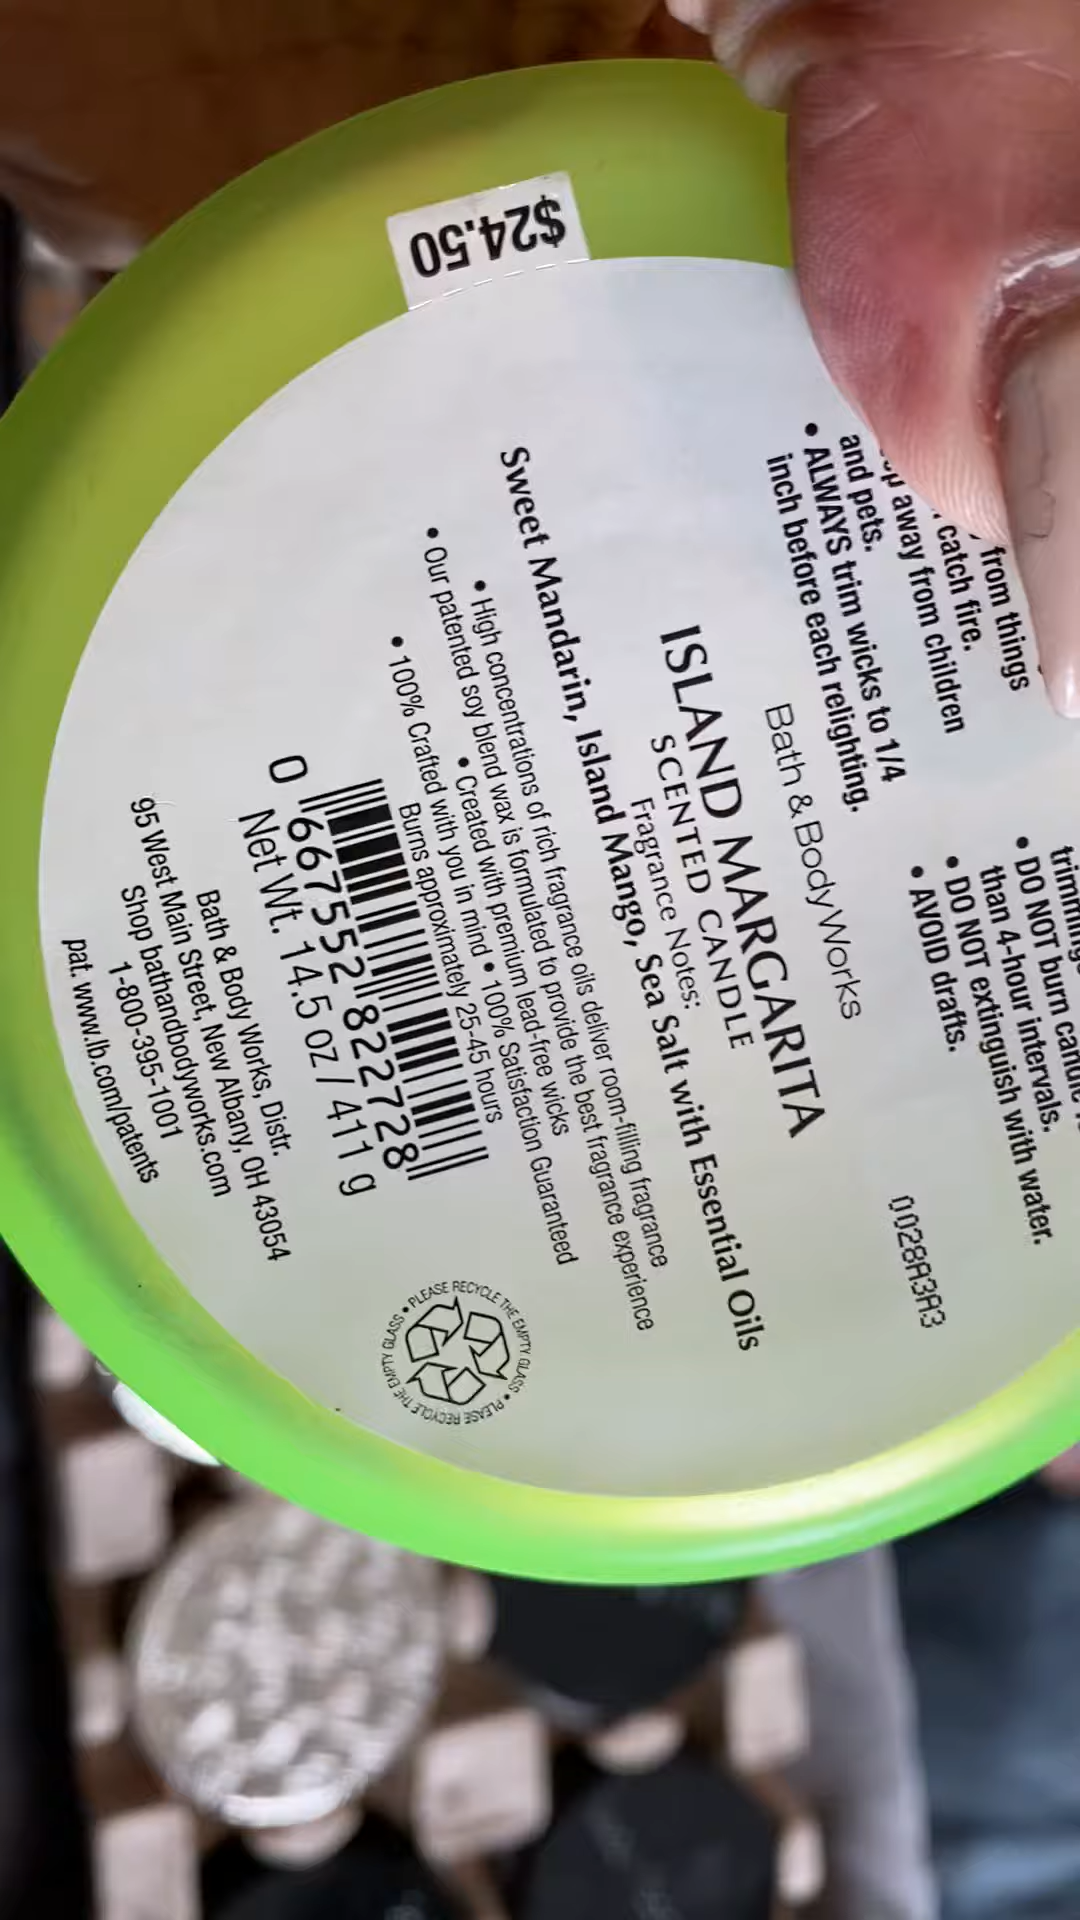 from things
catch fire.
away from children
and pets.
• ALWAYS trim wicks to 1/4
inch before each relighting.
• DO NOT burn
than 4-hour intervals.
• DO NOT extinguish with water.
• AVOID drafts.
0028A3A3
Bath & Body Works
ISLAND MARGARITA
SCENTED CANDLE
Fragrance Notes:
Sweet Mandarin, Island Mango, Sea Salt with Essential Oils
• High concentrations of rich fragrance oils deliver room-filling fragrance
• Our patented soy blend wax is formulated to provide the best fragrance experience
• Created with premium lead-free wicks
• 100% Crafted with you in mind • 100% Satisfaction Guaranteed
Burns approximately 25-45 hours
0 667552 822728
Net Wt. 14.5 oz / 411 g
Bath & Body Works, Distr.
95 West Main Street, New Albany, OH 43054
Shop bathandbodyworks.com
1-800-395-1001
pat. www.lb.com/patents
PLEASE RECYCLE THE EMPTY GLASS • PLEASE RECYCLE THE EMPTY GLASS •
$24.50